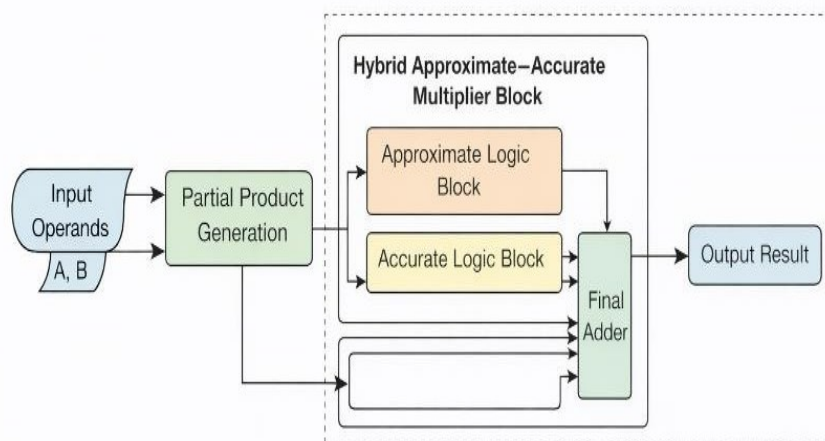 Hybrid Approximate–Accurate
Multiplier Block
Input
Operands
A, B
Partial Product
Generation
Approximate Logic
Block
Accurate Logic Block
Final
Adder
Output Result